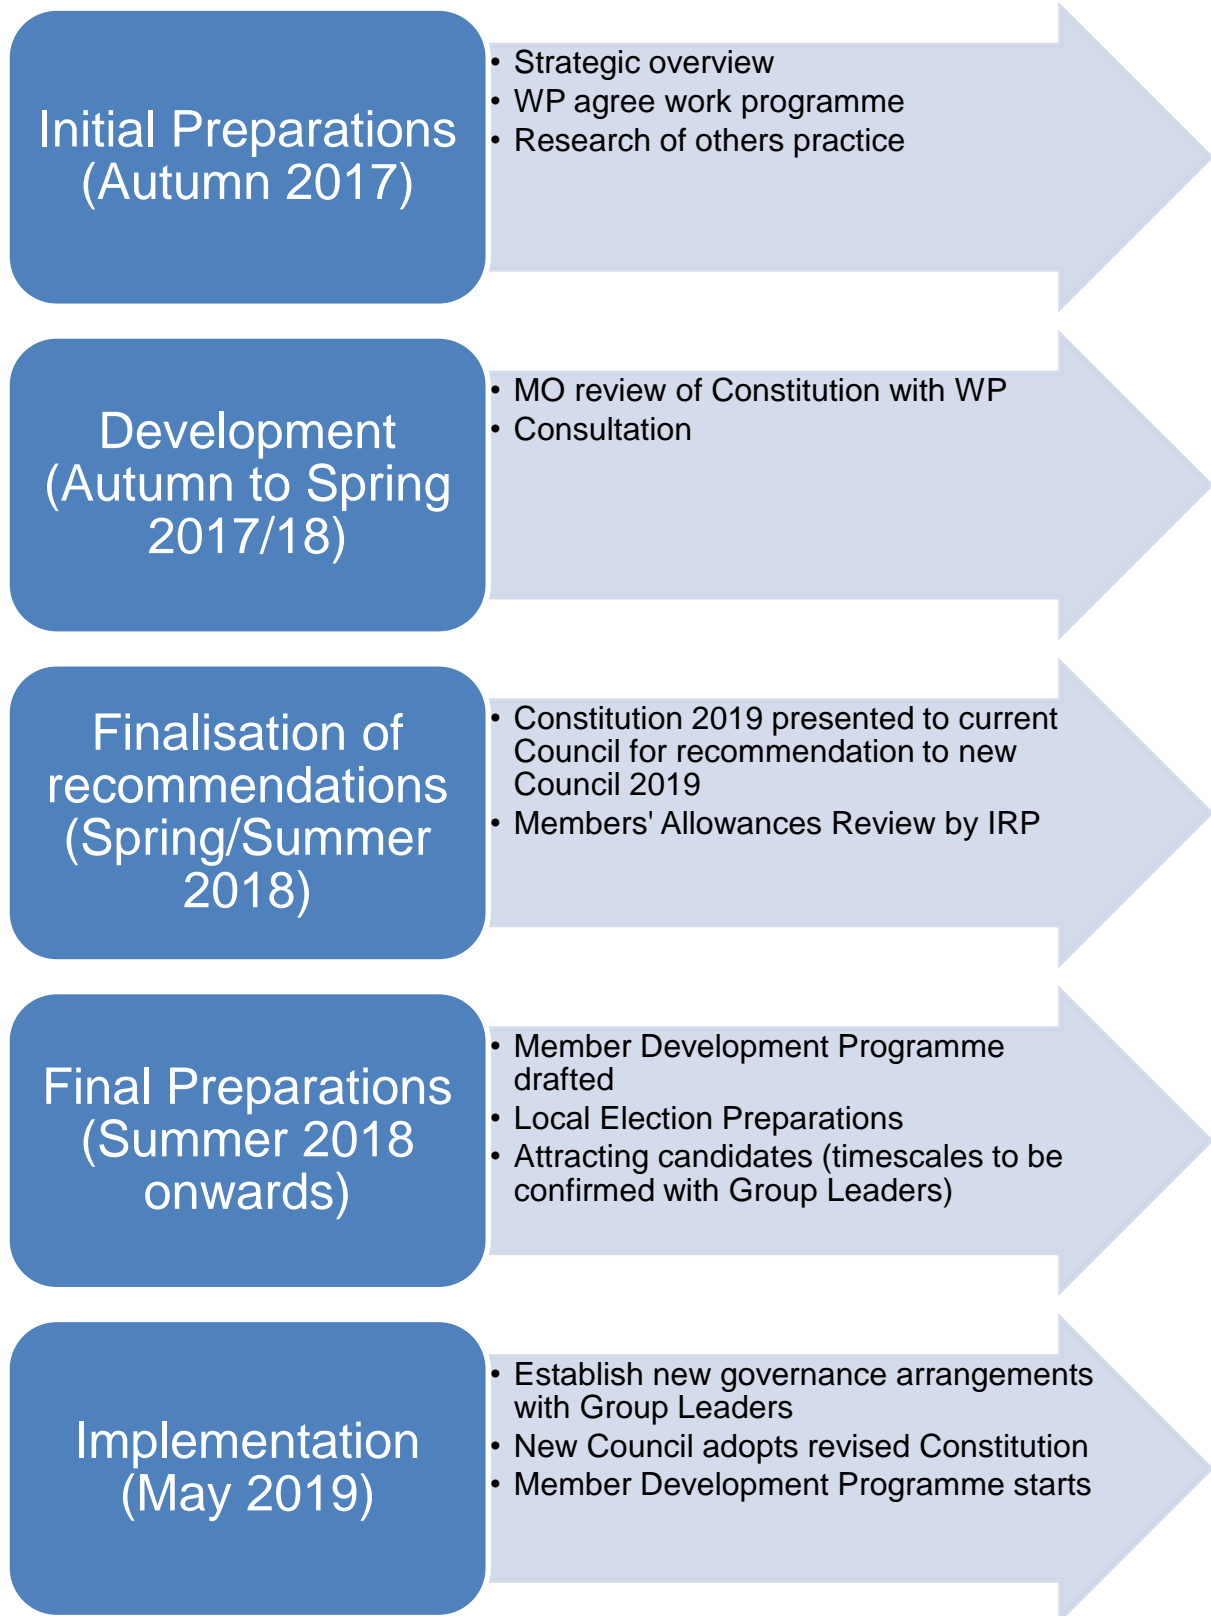 Initial Preparations
(Autumn 2017)
• Strategic overview
• WP agree work programme
• Research of others practice
Development
(Autumn to Spring
2017/18)
• MO review of Constitution with WP
• Consultation
Finalisation of
recommendations
(Spring/Summer
2018)
• Constitution 2019 presented to current
Council for recommendation to new
Council 2019
• Members' Allowances Review by IRP
Final Preparations
(Summer 2018
onwards)
• Member Development Programme
drafted
• Local Election Preparations
• Attracting candidates (timescales to be
confirmed with Group Leaders)
Implementation
(May 2019)
• Establish new governance arrangements
with Group Leaders
• New Council adopts revised Constitution
• Member Development Programme starts